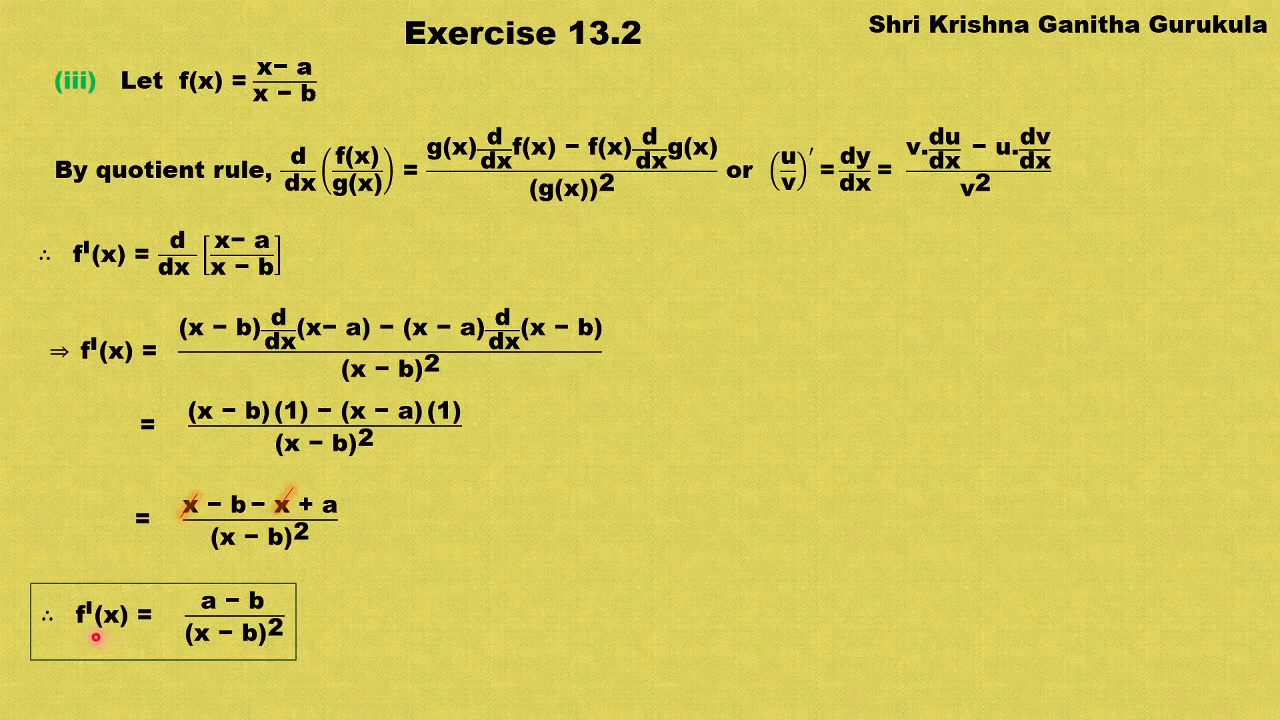 Exercise 13.2
Shri Krishna Ganitha Gurukula
(iii) Let f(x) = (x− a)/(x − b)
By quotient rule, d/dx (f(x)/g(x)) = (g(x) d/dx f(x) − f(x) d/dx g(x))/(g(x))² or (u/v)′ = dy/dx = (v.du/dx − u.dv/dx)/v²
∴ fᴵ(x) = d/dx [(x− a)/(x − b)]
⇒ fᴵ(x) = ((x − b) d/dx (x− a) − (x − a) d/dx (x − b))/(x − b)²
= ((x − b) (1) − (x − a) (1))/(x − b)²
= (x − b − x + a)/(x − b)²
∴ fᴵ(x) = (a − b)/(x − b)²